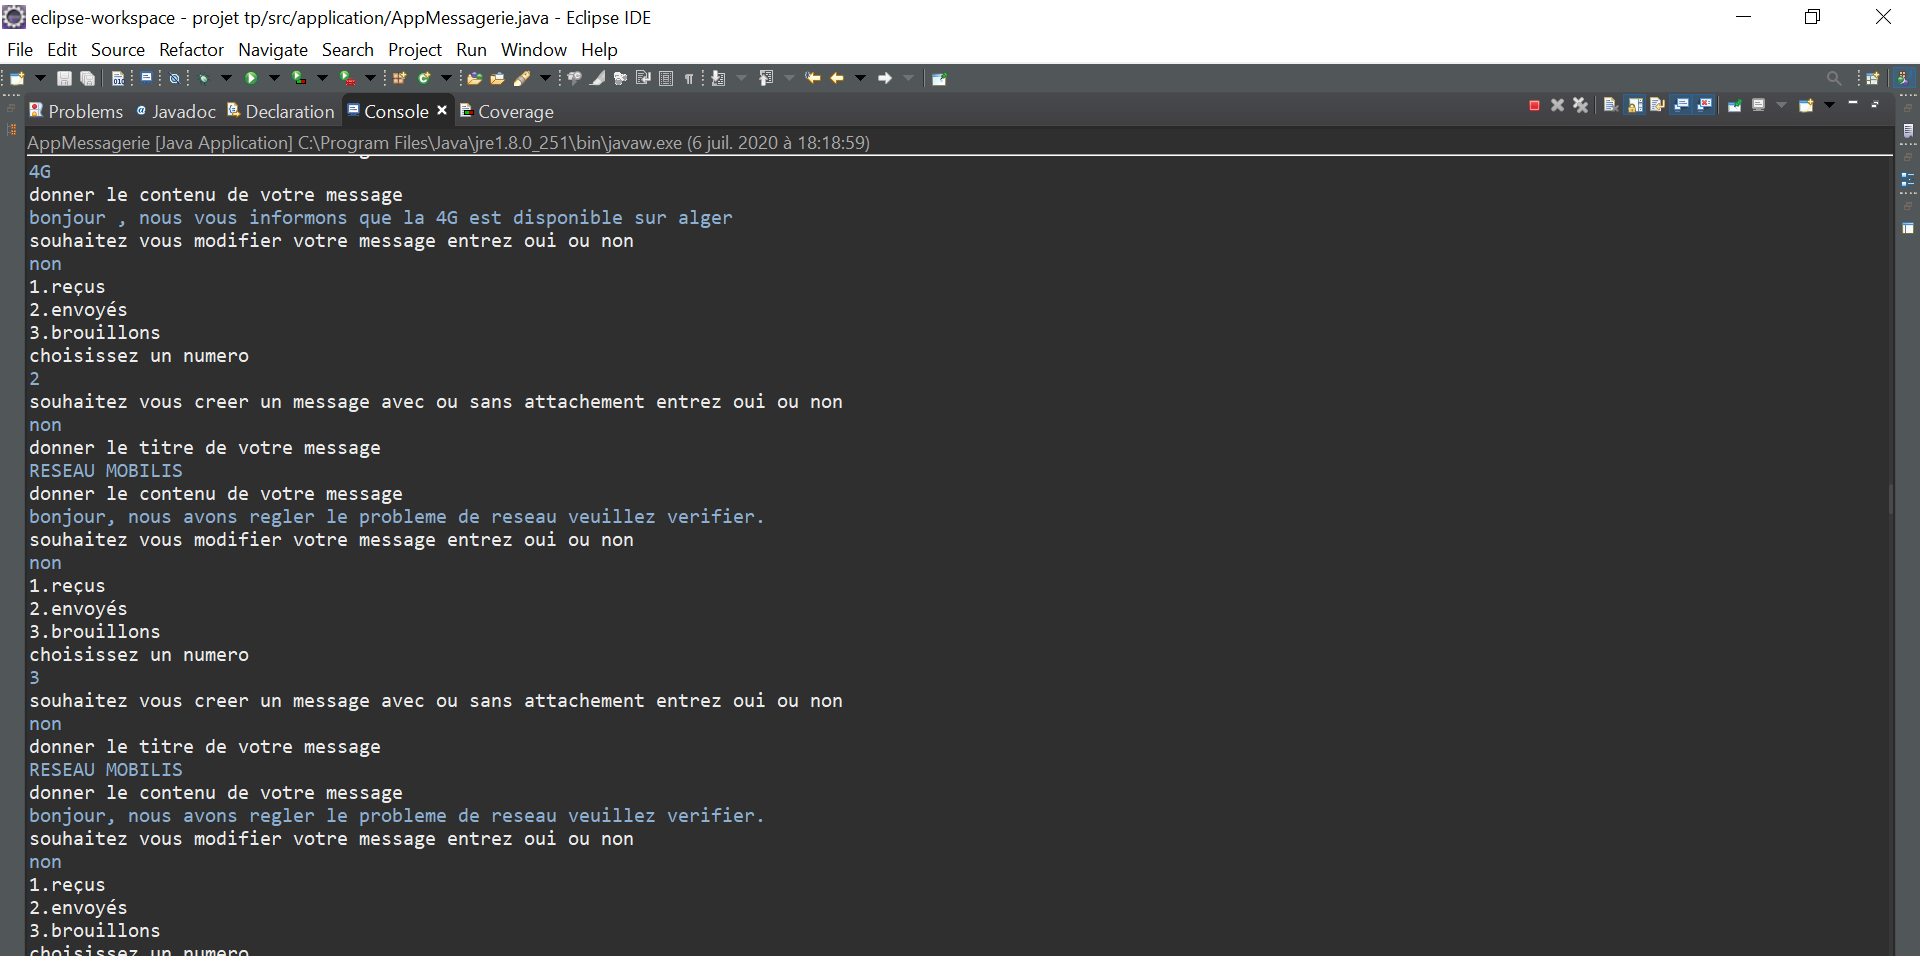 eclipse-workspace - projet tp/src/application/AppMessagerie.java - Eclipse IDE
File Edit Source Refactor Navigate Search Project Run Window Help
Problems Javadoc Declaration Console Coverage
AppMessagerie [Java Application] C:\Program Files\Java\jre1.8.0_251\bin\javaw.exe (6 juil. 2020 à 18:18:59)
4G
donner le contenu de votre message
bonjour , nous vous informons que la 4G est disponible sur alger
souhaitez vous modifier votre message entrez oui ou non
non
1.reçus
2.envoyés
3.brouillons
choisissez un numero
2
souhaitez vous creer un message avec ou sans attachement entrez oui ou non
non
donner le titre de votre message
RESEAU MOBILIS
donner le contenu de votre message
bonjour, nous avons regler le probleme de reseau veuillez verifier.
souhaitez vous modifier votre message entrez oui ou non
non
1.reçus
2.envoyés
3.brouillons
choisissez un numero
3
souhaitez vous creer un message avec ou sans attachement entrez oui ou non
non
donner le titre de votre message
RESEAU MOBILIS
donner le contenu de votre message
bonjour, nous avons regler le probleme de reseau veuillez verifier.
souhaitez vous modifier votre message entrez oui ou non
non
1.reçus
2.envoyés
3.brouillons
choisissez un numero